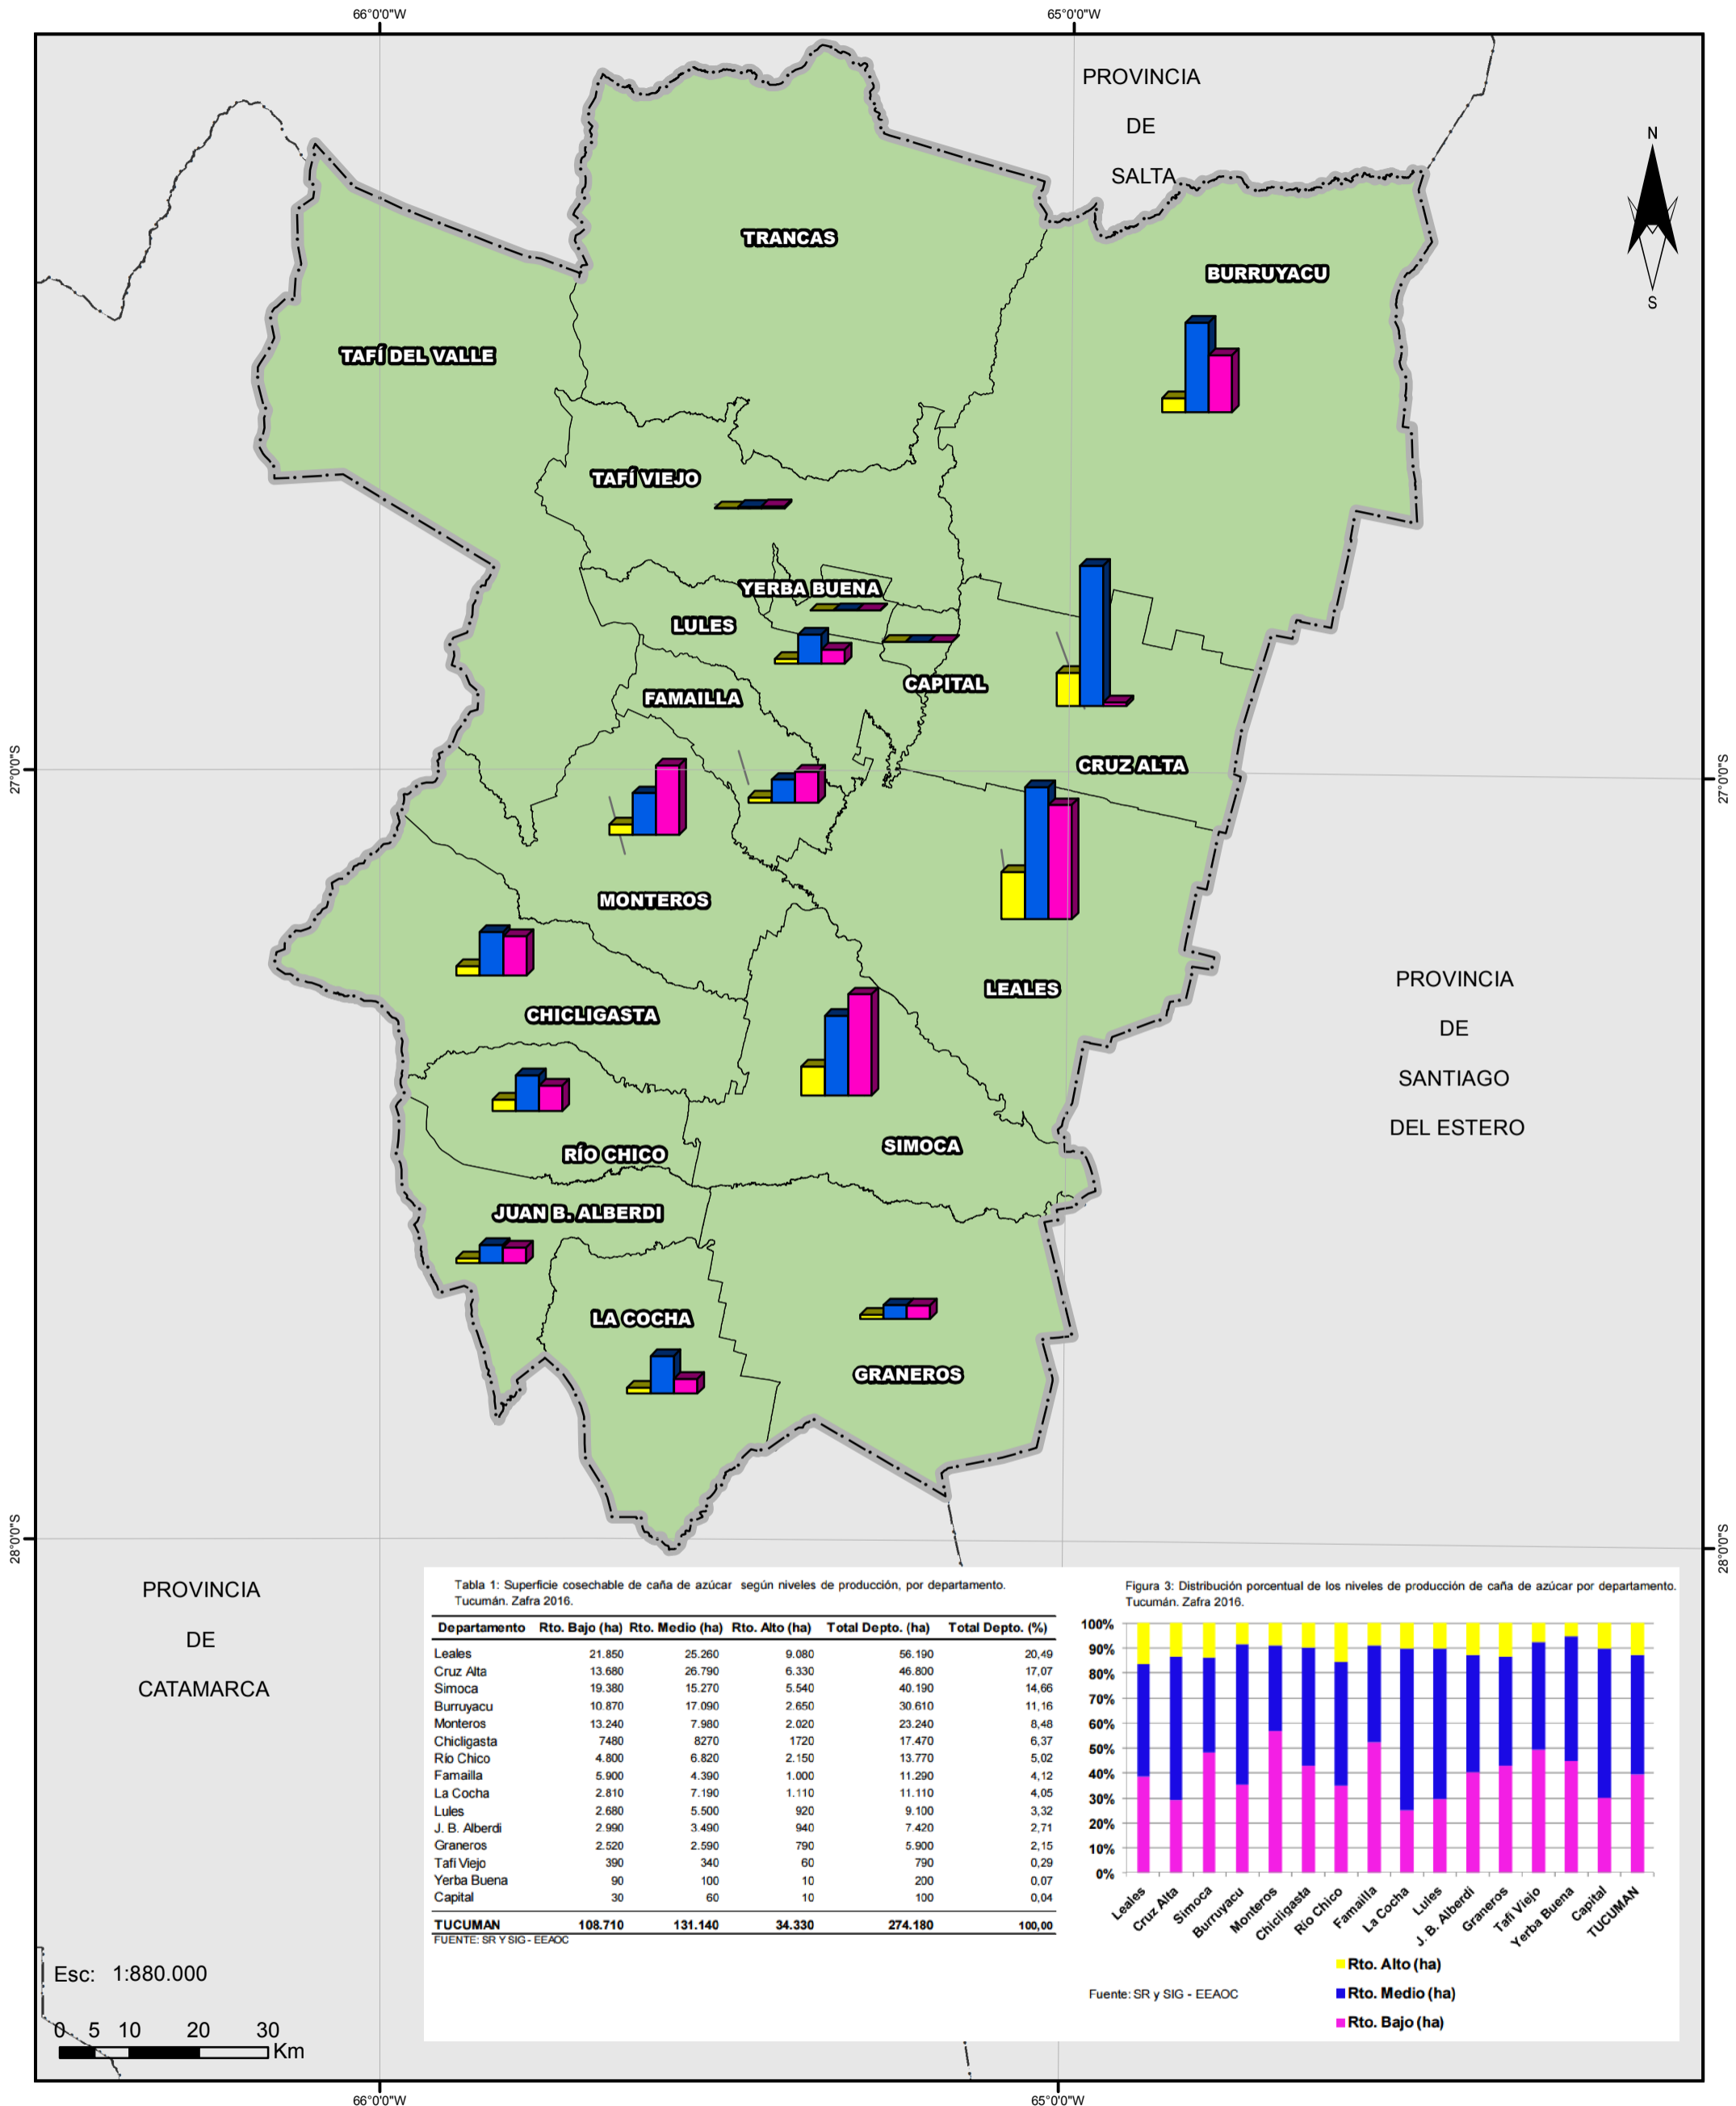 66°0'0"W
65°0'0"W
PROVINCIA
DE
SALTA
N
S
TRANCAS
BURRUYACU
TAFÍ DEL VALLE
TAFÍ VIEJO
YERBA BUENA
LULES
CAPITAL
FAMAILLA
CRUZ ALTA
27°0'0"S
27°0'0"S
MONTEROS
LEALES
CHICLIGASTA
PROVINCIA
DE
SANTIAGO
DEL ESTERO
SIMOCA
RÍO CHICO
JUAN B. ALBERDI
LA COCHA
GRANEROS
28°0'0"S
28°0'0"S
PROVINCIA
DE
CATAMARCA
Tabla 1: Superficie cosechable de caña de azúcar según niveles de producción, por departamento.
Tucumán. Zafra 2016.
Departamento Rto. Bajo (ha) Rto. Medio (ha) Rto. Alto (ha) Total Depto. (ha) Total Depto. (%)
Leales 21.850 25.260 9.080 56.190 20,49
Cruz Alta 13.680 26.790 6.330 46.800 17,07
Simoca 19.380 15.270 5.540 40.190 14,66
Burruyacu 10.870 17.090 2.650 30.610 11,16
Monteros 13.240 7.980 2.020 23.240 8,48
Chicligasta 7480 8270 1720 17.470 6,37
Río Chico 4.800 6.820 2.150 13.770 5,02
Famailla 5.900 4.390 1.000 11.290 4,12
La Cocha 2.810 7.190 1.110 11.110 4,05
Lules 2.680 5.500 920 9.100 3,32
J. B. Alberdi 2.990 3.490 940 7.420 2,71
Graneros 2.520 2.590 790 5.900 2,15
Tafí Viejo 390 340 60 790 0,29
Yerba Buena 90 100 10 200 0,07
Capital 30 60 10 100 0,04
TUCUMAN 108.710 131.140 34.330 274.180 100,00
FUENTE: SR Y SIG - EEAOC
Figura 3: Distribución porcentual de los niveles de producción de caña de azúcar por departamento.
Tucumán. Zafra 2016.
100%
90%
80%
70%
60%
50%
40%
30%
20%
10%
0%
Leales
Cruz Alta
Simoca
Burruyacu
Monteros
Chicligasta
Río Chico
Famailla
La Cocha
Lules
J. B. Alberdi
Graneros
Tafí Viejo
Yerba Buena
Capital
TUCUMAN
Rto. Alto (ha)
Rto. Medio (ha)
Rto. Bajo (ha)
Fuente: SR y SIG - EEAOC
Esc: 1:880.000
0 5 10 20 30
Km
66°0'0"W
65°0'0"W